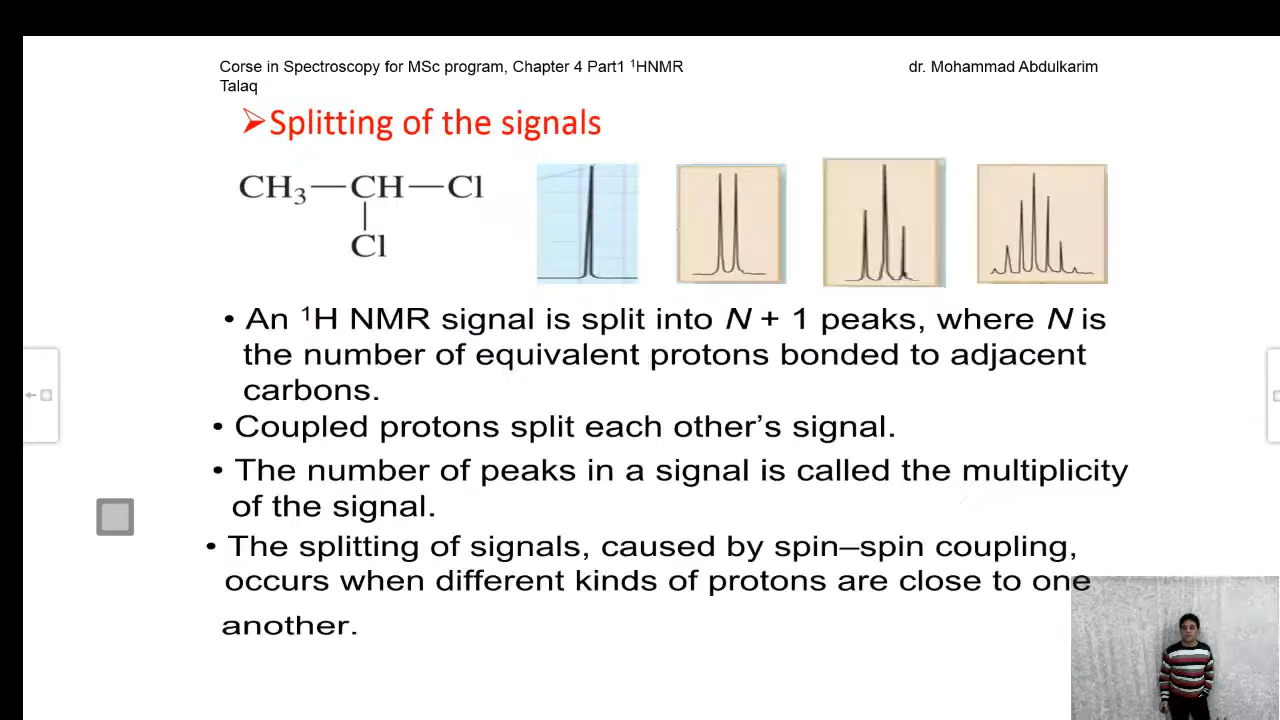 Corse in Spectroscopy for MSc program, Chapter 4 Part1 ¹HNMR dr. Mohammad Abdulkarim
Talaq
➢Splitting of the signals
CH₃—CH—Cl
Cl
• An ¹H NMR signal is split into N + 1 peaks, where N is
the number of equivalent protons bonded to adjacent
carbons.
• Coupled protons split each other’s signal.
• The number of peaks in a signal is called the multiplicity
of the signal.
• The splitting of signals, caused by spin–spin coupling,
occurs when different kinds of protons are close to one
another.